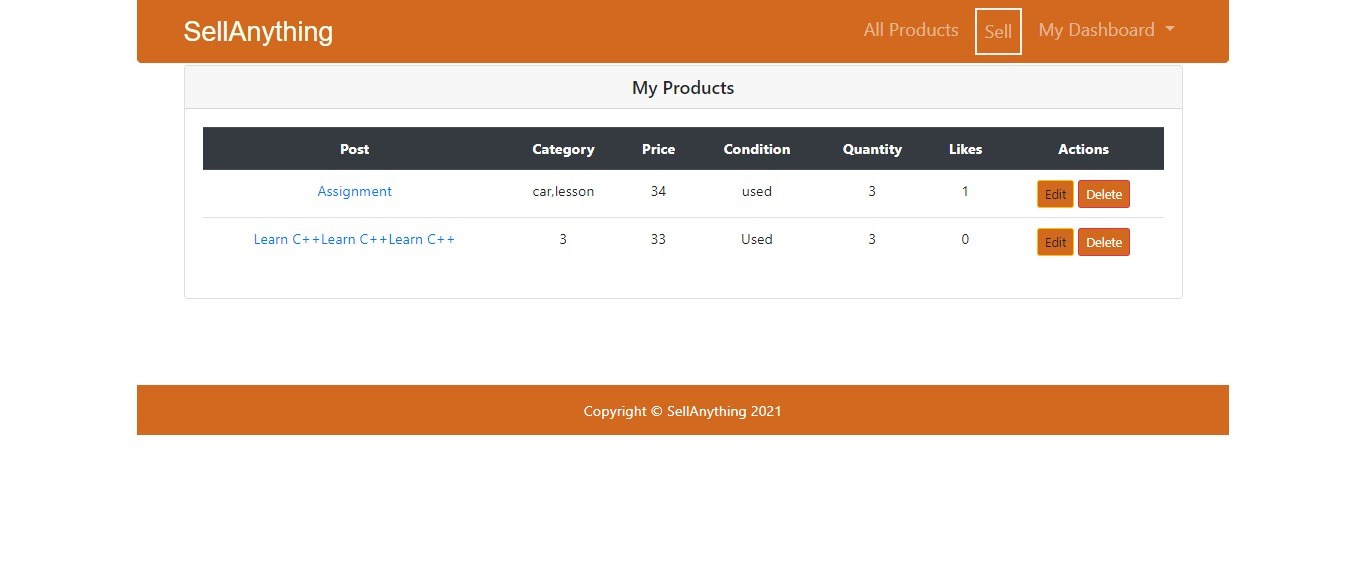 SellAnything All Products Sell My Dashboard
My Products
Post Category Price Condition Quantity Likes Actions
Assignment car,lesson 34 used 3 1 Edit Delete
Learn C++Learn C++Learn C++ 3 33 Used 3 0 Edit Delete
Copyright © SellAnything 2021